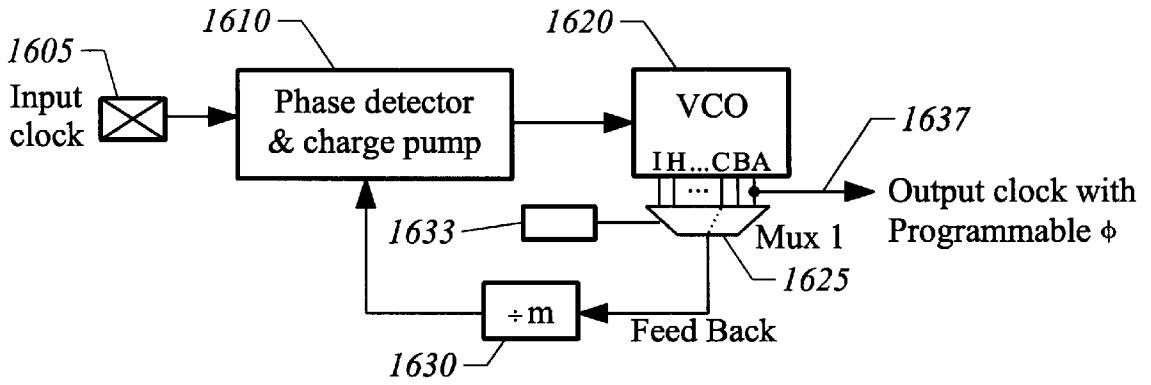 1605
Input
clock
1610
Phase detector
& charge pump
1620
VCO
I H ... C B A
...
1637
Output clock with
Programmable ϕ
1633
Mux 1
1625
÷ m
Feed Back
1630